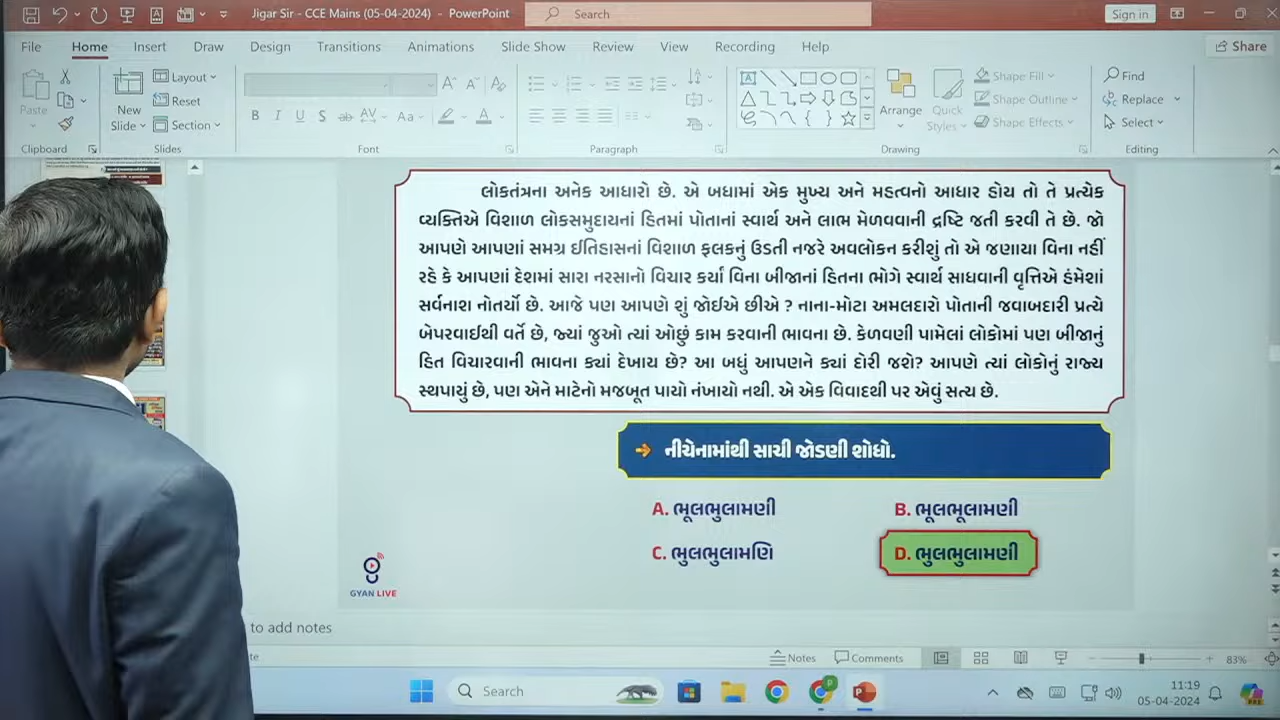 Jigar Sir - CCE Mains (05-04-2024) - PowerPoint
Search
Sign in
File Home Insert Draw Design Transitions Animations Slide Show Review View Recording Help
Share
Paste
New Slide
Layout
Reset
Section
Arrange
Quick Styles
Shape Fill
Shape Outline
Shape Effects
Find
Replace
Select
Clipboard Slides Font Paragraph Drawing Editing
લોકતંત્રના અનેક આધારો છે. એ બધામાં એક મુખ્ય અને મહત્વનો આધાર હોય તો તે પ્રત્યેક
વ્યક્તિએ વિશાળ લોકસમુદાયનાં હિતમાં પોતાનાં સ્વાર્થ અને લાભ મેળવવાની દ્રષ્ટિ જતી કરવી તે છે. જો
આપણે આપણાં સમગ્ર ઈતિહાસનાં વિશાળ ફલકનું ઉડતી નજરે અવલોકન કરીશું તો એ જણાયા વિના નહીં
રહે કે આપણાં દેશમાં સારા નરસાનો વિચાર કર્યા વિના બીજાનાં હિતના ભોગે સ્વાર્થ સાધવાની વૃત્તિએ હંમેશાં
સર્વનાશ નોતર્યો છે. આજે પણ આપણે શું જોઈએ છીએ ? નાના-મોટા અમલદારો પોતાની જવાબદારી પ્રત્યે
બેપરવાઈથી વર્તે છે, જ્યાં જુઓ ત્યાં ઓછું કામ કરવાની ભાવના છે. કેળવણી પામેલાં લોકોમાં પણ બીજાનું
હિત વિચારવાની ભાવના ક્યાં દેખાય છે? આ બધું આપણને ક્યાં દોરી જશે? આપણે ત્યાં લોકોનું રાજ્ય
સ્થપાયું છે, પણ એને માટેનો મજબૂત પાયો નંખાયો નથી. એ એક વિવાદથી પર એવું સત્ય છે.
નીચેનામાંથી સાચી જોડણી શોધો.
A. ભૂલભુલામણી B. ભૂલભૂલામણી
C. ભુલભુલામણિ D. ભુલભુલામણી
GYAN LIVE
to add notes
Notes Comments 83%
Search
11:19
05-04-2024